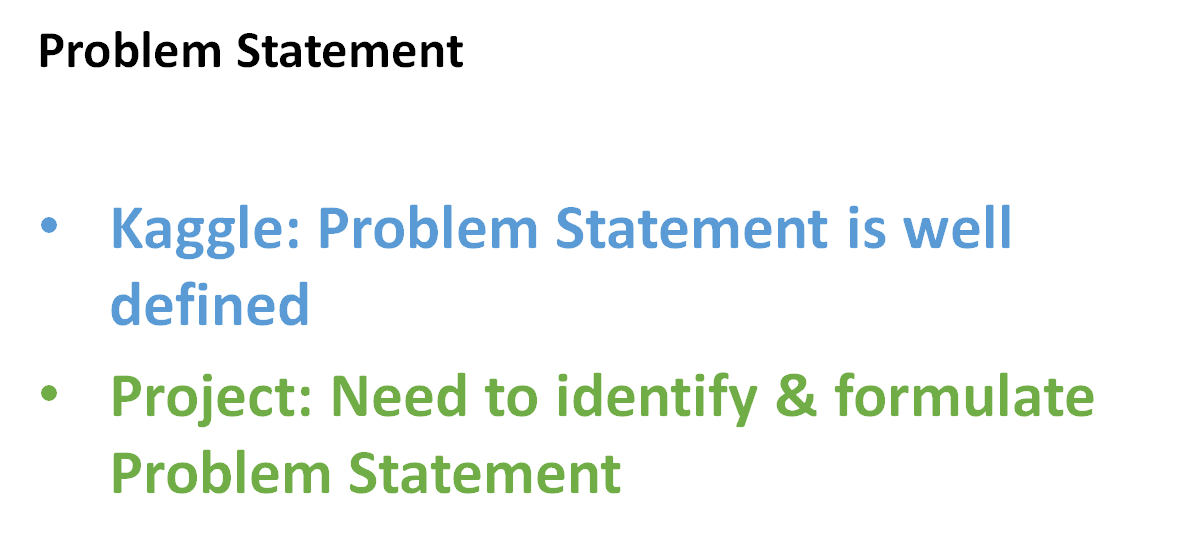 Problem Statement
• Kaggle: Problem Statement is well
defined
• Project: Need to identify & formulate
Problem Statement